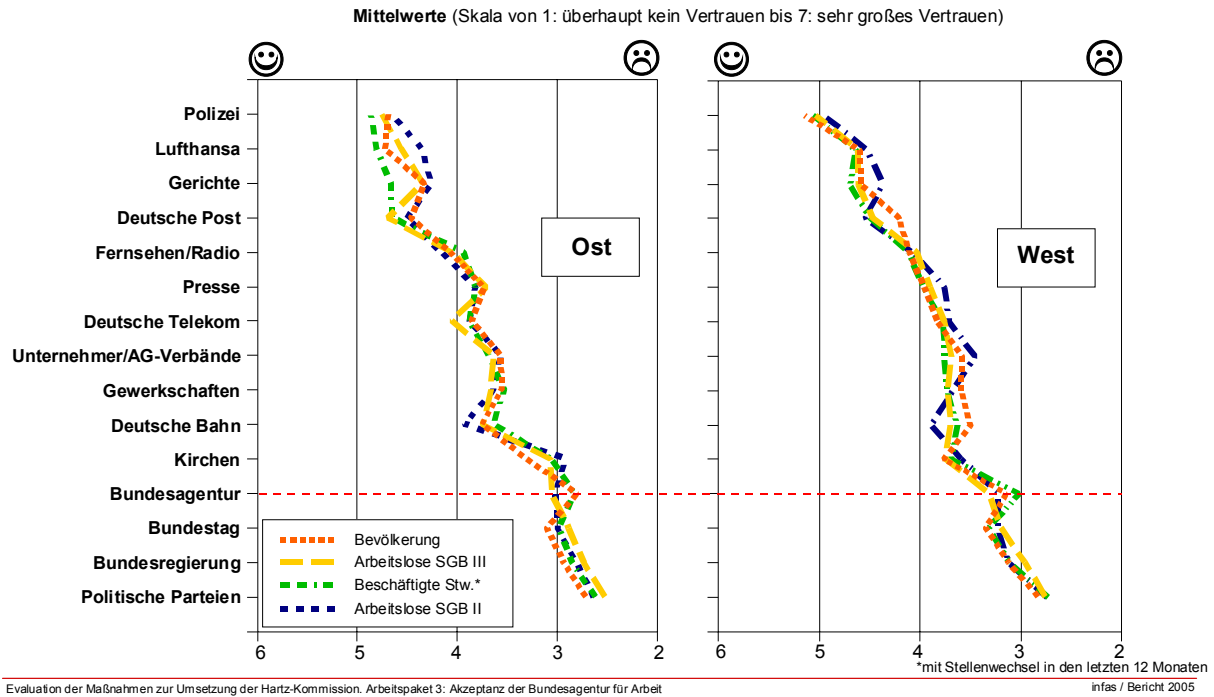 Mittelwerte (Skala von 1: überhaupt kein Vertrauen bis 7: sehr großes Vertrauen)
Polizei
Lufthansa
Gerichte
Deutsche Post
Fernsehen/Radio
Presse
Deutsche Telekom
Unternehmer/AG-Verbände
Gewerkschaften
Deutsche Bahn
Kirchen
Bundesagentur
Bundestag
Bundesregierung
Politische Parteien
Ost
West
Bevölkerung
Arbeitslose SGB III
Beschäftigte Stw.*
Arbeitslose SGB II
6 5 4 3 2
6 5 4 3 2
*mit Stellenwechsel in den letzten 12 Monaten
Evaluation der Maßnahmen zur Umsetzung der Hartz-Kommission. Arbeitspaket 3: Akzeptanz der Bundesagentur für Arbeit
infas / Bericht 2005